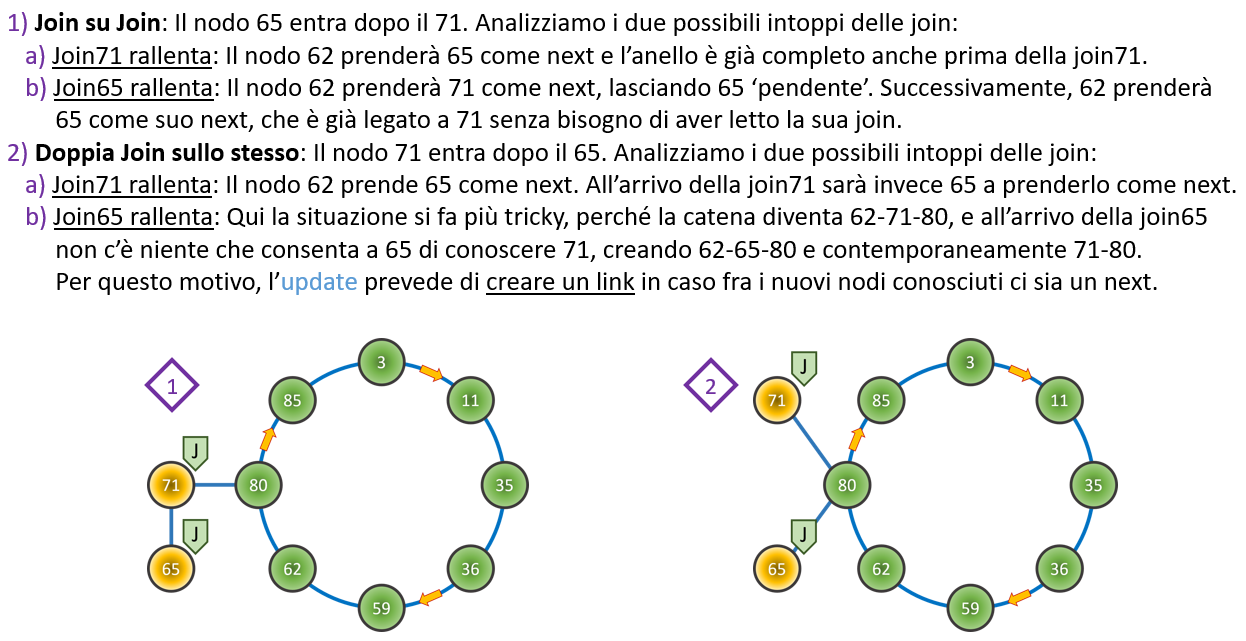 1) Join su Join: Il nodo 65 entra dopo il 71. Analizziamo i due possibili intoppi delle join:
a) Join71 rallenta: Il nodo 62 prenderà 65 come next e l’anello è già completo anche prima della join71.
b) Join65 rallenta: Il nodo 62 prenderà 71 come next, lasciando 65 ‘pendente’. Successivamente, 62 prenderà
65 come suo next, che è già legato a 71 senza bisogno di aver letto la sua join.
2) Doppia Join sullo stesso: Il nodo 71 entra dopo il 65. Analizziamo i due possibili intoppi delle join:
a) Join71 rallenta: Il nodo 62 prende 65 come next. All’arrivo della join71 sarà invece 65 a prenderlo come next.
b) Join65 rallenta: Qui la situazione si fa più tricky, perché la catena diventa 62-71-80, e all’arrivo della join65
non c’è niente che consenta a 65 di conoscere 71, creando 62-65-80 e contemporaneamente 71-80.
Per questo motivo, l’update prevede di creare un link in caso fra i nuovi nodi conosciuti ci sia un next.
1
3
85
11
J
71
80
35
J
65
62
36
59
2
J
3
71
85
11
80
35
J
65
62
36
59